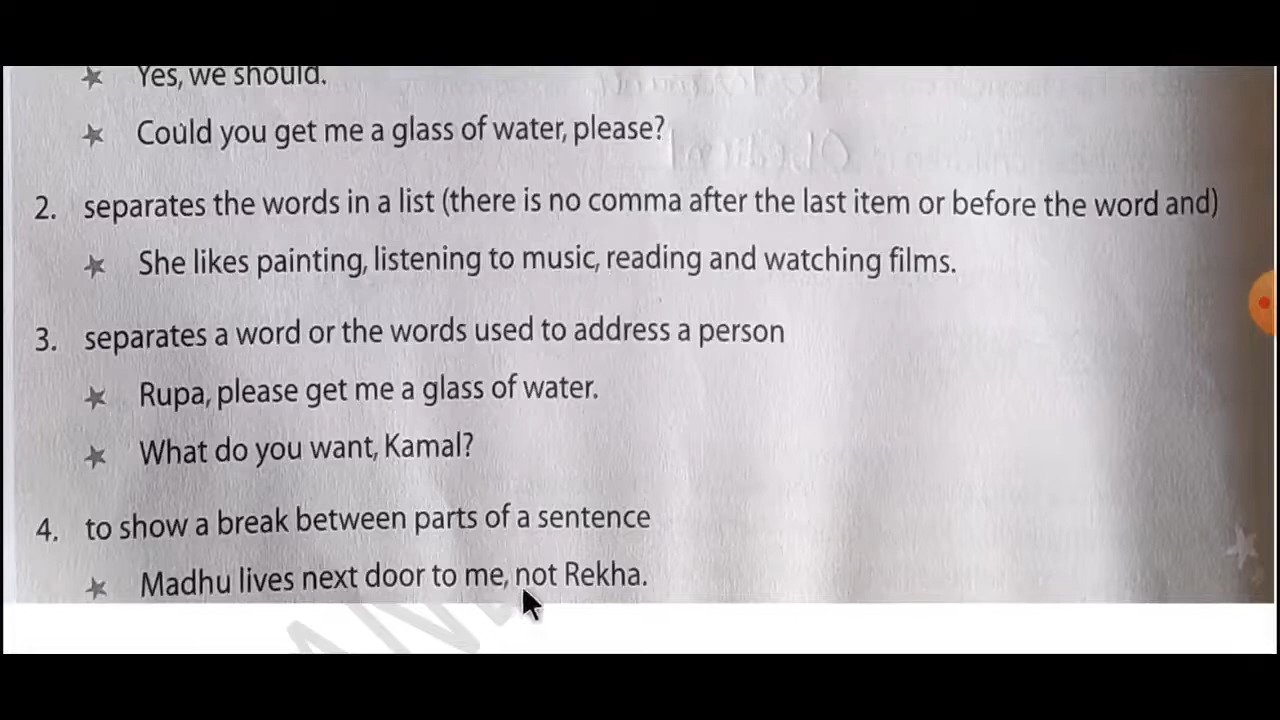 ★ Yes, we should.
★ Could you get me a glass of water, please?
2. separates the words in a list (there is no comma after the last item or before the word and)
★ She likes painting, listening to music, reading and watching films.
3. separates a word or the words used to address a person
★ Rupa, please get me a glass of water.
★ What do you want, Kamal?
4. to show a break between parts of a sentence
★ Madhu lives next door to me, not Rekha.